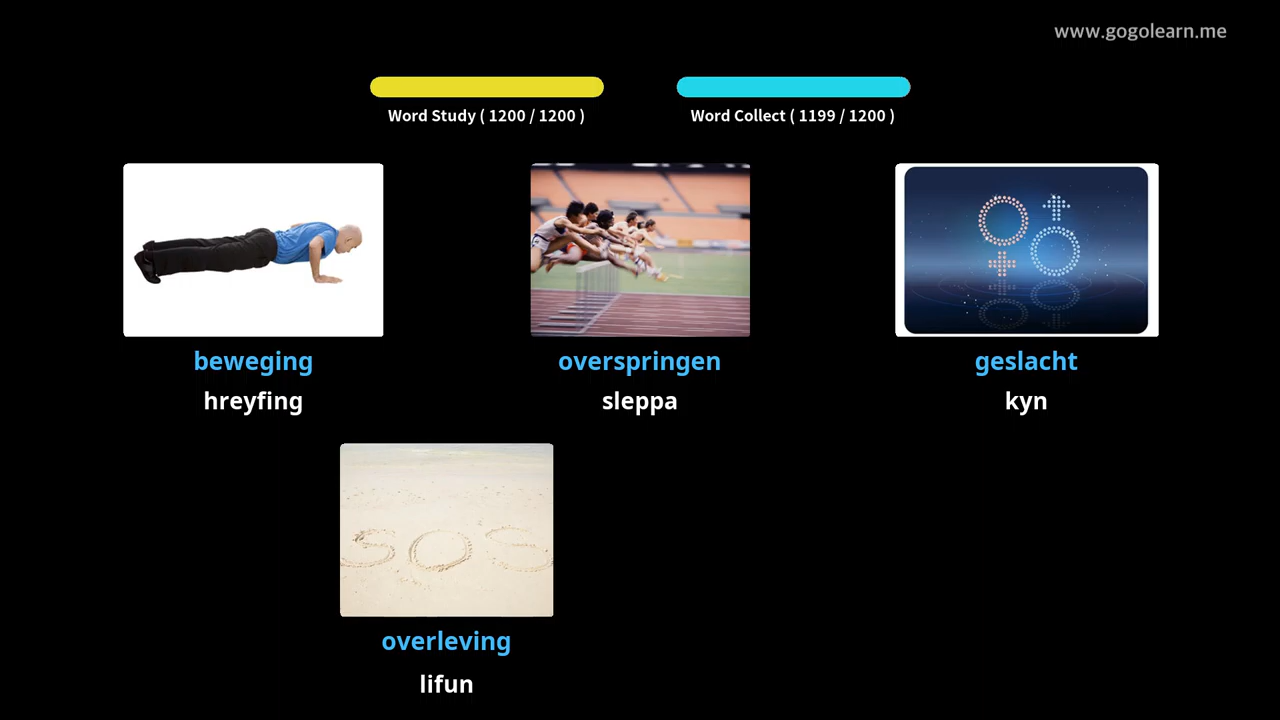 www.gogolearn.me
Word Study ( 1200 / 1200 )
Word Collect ( 1199 / 1200 )
beweging
overspringen
geslacht
hreyfing
sleppa
kyn
SOS
overleving
lifun